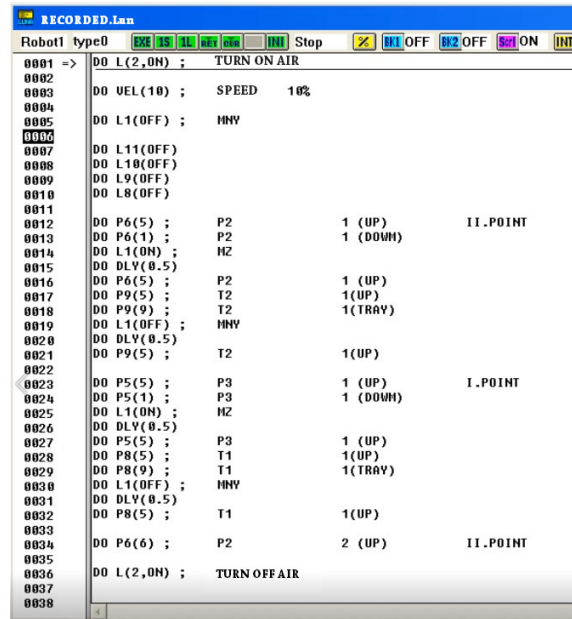 RECORDED.Lun
Robot1 type0 EXE 1S 1L RET CUR INI Stop % BK1 OFF BK2 OFF Scrl ON INT
0001 => DO L(2,ON) ; TURN ON AIR
0002
0003 DO VEL(10) ; SPEED 10%
0004
0005 DO L1(OFF) ; MNY
0006
0007 DO L11(OFF)
0008 DO L10(OFF)
0009 DO L9(OFF)
0010 DO L8(OFF)
0011
0012 DO P6(5) ; P2 1 (UP) II.POINT
0013 DO P6(1) ; P2 1 (DOWN)
0014 DO L1(ON) ; MZ
0015 DO DLY(0.5)
0016 DO P6(5) ; P2 1 (UP)
0017 DO P9(5) ; T2 1(UP)
0018 DO P9(9) ; T2 1(TRAY)
0019 DO L1(OFF) ; MNY
0020 DO DLY(0.5)
0021 DO P9(5) ; T2 1(UP)
0022
0023 DO P5(5) ; P3 1 (UP) I.POINT
0024 DO P5(1) ; P3 1 (DOWN)
0025 DO L1(ON) ; MZ
0026 DO DLY(0.5)
0027 DO P5(5) ; P3 1 (UP)
0028 DO P8(5) ; T1 1(UP)
0029 DO P8(9) ; T1 1(TRAY)
0030 DO L1(OFF) ; MNY
0031 DO DLY(0.5)
0032 DO P8(5) ; T1 1(UP)
0033
0034 DO P6(6) ; P2 2 (UP) II.POINT
0035
0036 DO L(2,ON) ; TURN OFF AIR
0037
0038